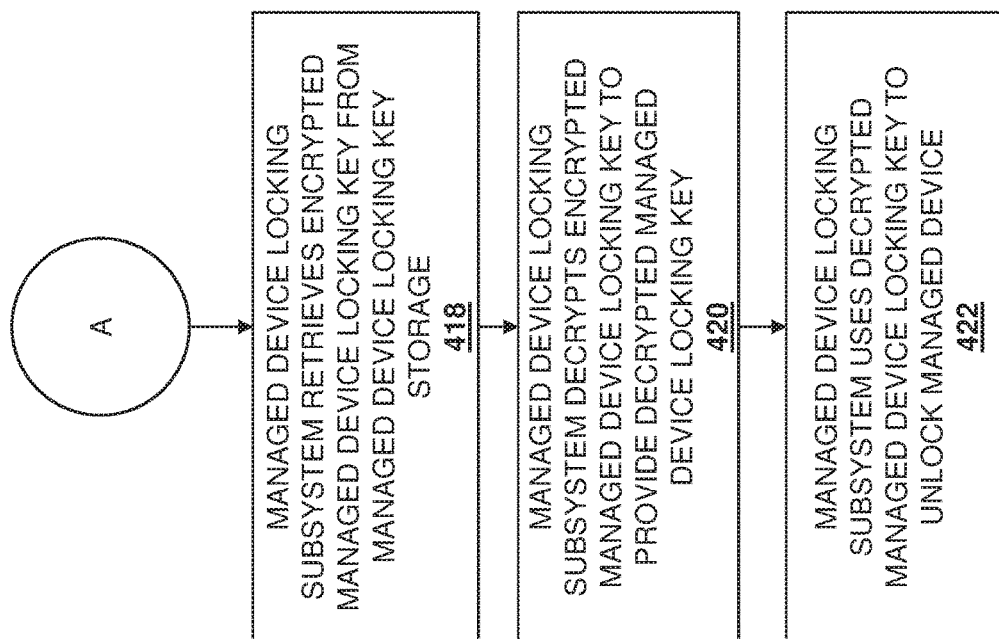 A
MANAGED DEVICE LOCKING
SUBSYSTEM RETRIEVES ENCRYPTED
MANAGED DEVICE LOCKING KEY FROM
MANAGED DEVICE LOCKING KEY
STORAGE
418
MANAGED DEVICE LOCKING
SUBSYSTEM DECRYPTS ENCRYPTED
MANAGED DEVICE LOCKING KEY TO
PROVIDE DECRYPTED MANAGED
DEVICE LOCKING KEY
420
MANAGED DEVICE LOCKING
SUBSYSTEM USES DECRYPTED
MANAGED DEVICE LOCKING KEY TO
UNLOCK MANAGED DEVICE
422